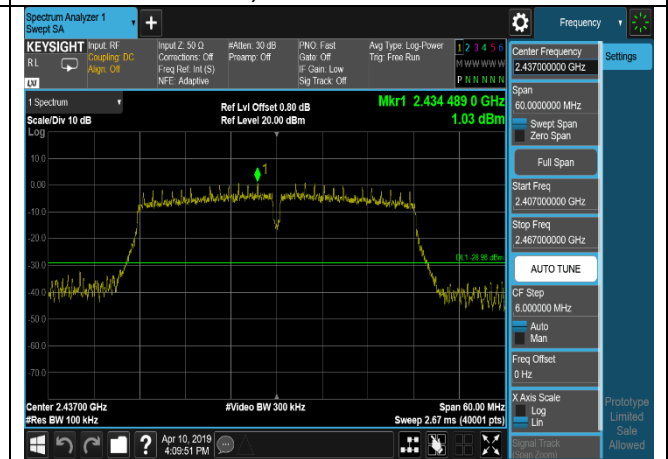 Spectrum Analyzer 1
Swept SA
Frequency
KEYSIGHT
RL
LXI
Input: RF
Coupling: DC
Align: Off
Input Z: 50 Ω
Corrections: Off
Freq Ref: Int (S)
NFE: Adaptive
#Atten: 30 dB
Preamp: Off
PNO: Fast
Gate: Off
IF Gain: Low
Sig Track: Off
Avg Type: Log-Power
Trig: Free Run
1 2 3 4 5 6
M W W W W W
P N N N N N
1 Spectrum
Scale/Div 10 dB
Log
Ref Lvl Offset 0.80 dB
Ref Level 20.00 dBm
Mkr1 2.434 489 0 GHz
1.03 dBm
1
10.0
0.00
-10.0
-20.0
-30.0
-40.0
-50.0
-60.0
-70.0
DL1 -28.98 dBm
Center 2.43700 GHz
#Res BW 100 kHz
#Video BW 300 kHz
Span 60.00 MHz
Sweep 2.67 ms (40001 pts)
Apr 10, 2019
4:09:51 PM
Center Frequency
2.437000000 GHz
Settings
Span
60.0000000 MHz
Swept Span
Zero Span
Full Span
Start Freq
2.407000000 GHz
Stop Freq
2.467000000 GHz
AUTO TUNE
CF Step
6.000000 MHz
Auto
Man
Freq Offset
0 Hz
X Axis Scale
Log
Lin
Signal Track
(Span Zoom)
Prototype
Limited
Sale
Allowed